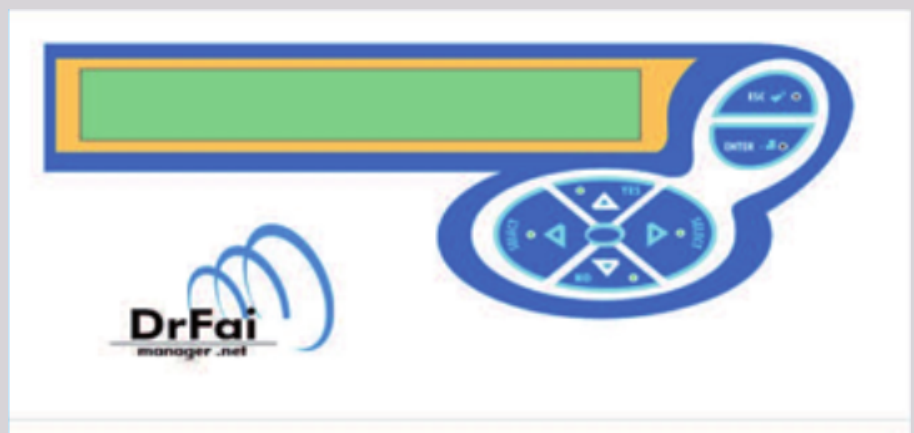 ESC
ENTER
YES
SELECT
SELECT
NO
DrFai
manager .net